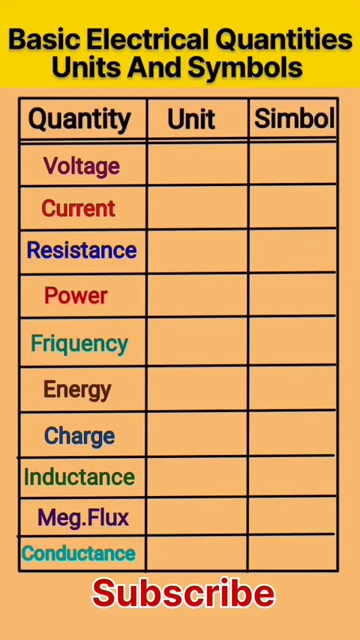 Basic Electrical Quantities
Units And Symbols
Quantity Unit Simbol
Voltage
Current
Resistance
Power
Friquency
Energy
Charge
Inductance
Meg.Flux
Conductance
Subscribe